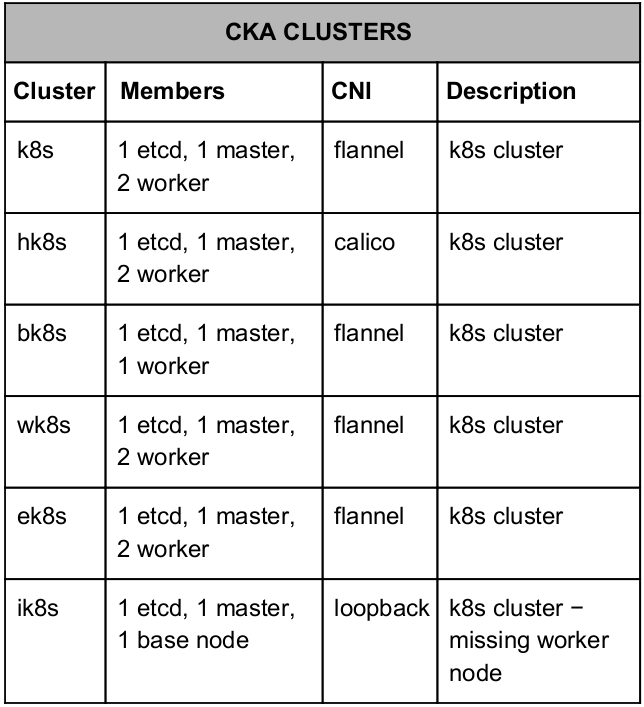 CKA CLUSTERS
Cluster Members CNI Description
k8s 1 etcd, 1 master, flannel k8s cluster
2 worker
hk8s 1 etcd, 1 master, calico k8s cluster
2 worker
bk8s 1 etcd, 1 master, flannel k8s cluster
1 worker
wk8s 1 etcd, 1 master, flannel k8s cluster
2 worker
ek8s 1 etcd, 1 master, flannel k8s cluster
2 worker
ik8s 1 etcd, 1 master, loopback k8s cluster −
1 base node missing worker
node